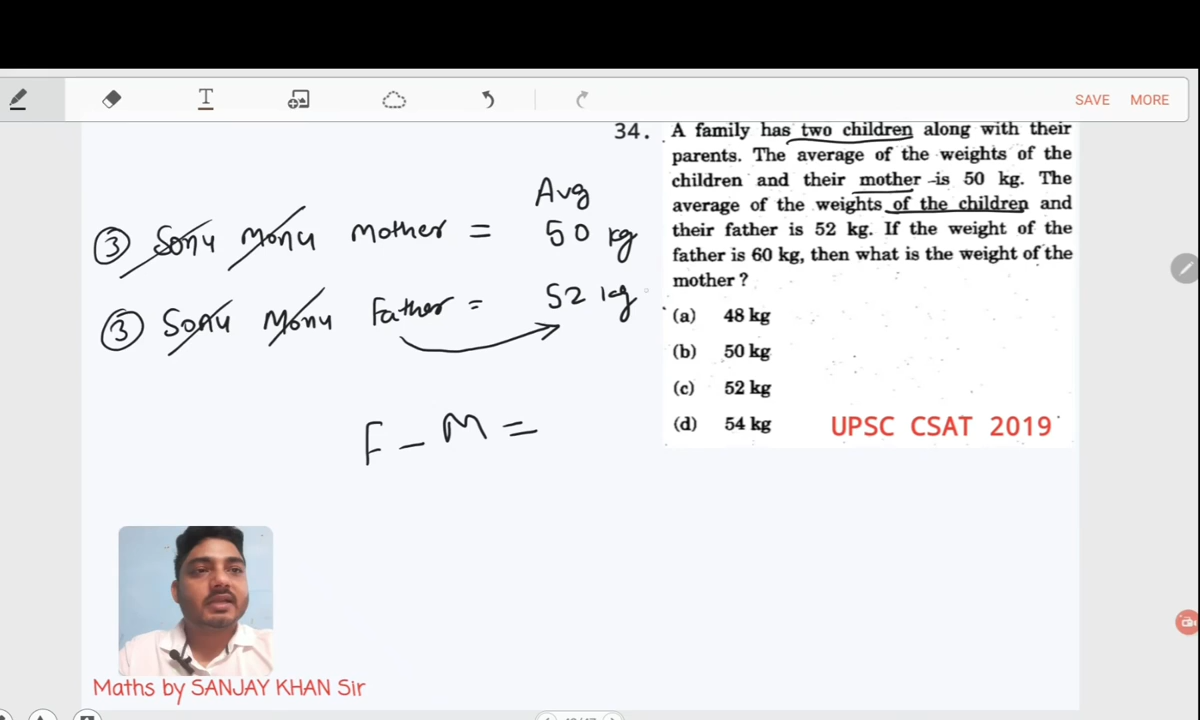 SAVE MORE
34. A family has two children along with their
parents. The average of the weights of the
children and their mother is 50 kg. The
average of the weights of the children and
their father is 52 kg. If the weight of the
father is 60 kg, then what is the weight of the
mother ?
(a) 48 kg
(b) 50 kg
(c) 52 kg
(d) 54 kg
UPSC CSAT 2019
Avg
③ Sonu Monu Mother = 50 kg
③ Sonu Monu Father = 52 kg
F - M =
Maths by SANJAY KHAN Sir